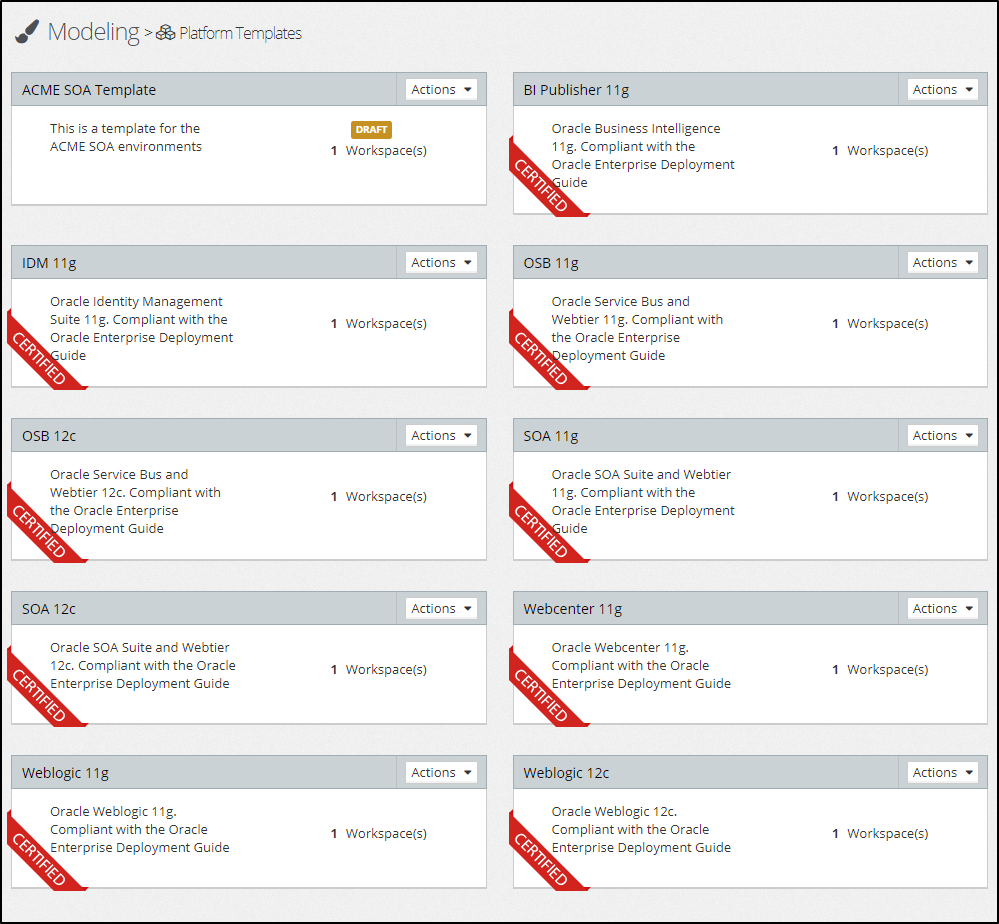 Modeling > Platform Templates
ACME SOA Template
Actions
This is a template for the
ACME SOA environments
DRAFT
1 Workspace(s)
BI Publisher 11g
Actions
Oracle Business Intelligence
11g. Compliant with the
Oracle Enterprise Deployment
Guide
1 Workspace(s)
CERTIFIED
IDM 11g
Actions
Oracle Identity Management
Suite 11g. Compliant with the
Oracle Enterprise Deployment
Guide
1 Workspace(s)
CERTIFIED
OSB 11g
Actions
Oracle Service Bus and
Webtier 11g. Compliant with
the Oracle Enterprise
Deployment Guide
1 Workspace(s)
CERTIFIED
OSB 12c
Actions
Oracle Service Bus and
Webtier 12c. Compliant with
the Oracle Enterprise
Deployment Guide
1 Workspace(s)
CERTIFIED
SOA 11g
Actions
Oracle SOA Suite and Webtier
11g. Compliant with the
Oracle Enterprise Deployment
Guide
1 Workspace(s)
CERTIFIED
SOA 12c
Actions
Oracle SOA Suite and Webtier
12c. Compliant with the Oracle
Enterprise Deployment Guide
1 Workspace(s)
CERTIFIED
Webcenter 11g
Actions
Oracle Webcenter 11g.
Compliant with the Oracle
Enterprise Deployment Guide
1 Workspace(s)
CERTIFIED
Weblogic 11g
Actions
Oracle Weblogic 11g.
Compliant with the Oracle
Enterprise Deployment Guide
1 Workspace(s)
CERTIFIED
Weblogic 12c
Actions
Oracle Weblogic 12c.
Compliant with the Oracle
Enterprise Deployment Guide
1 Workspace(s)
CERTIFIED